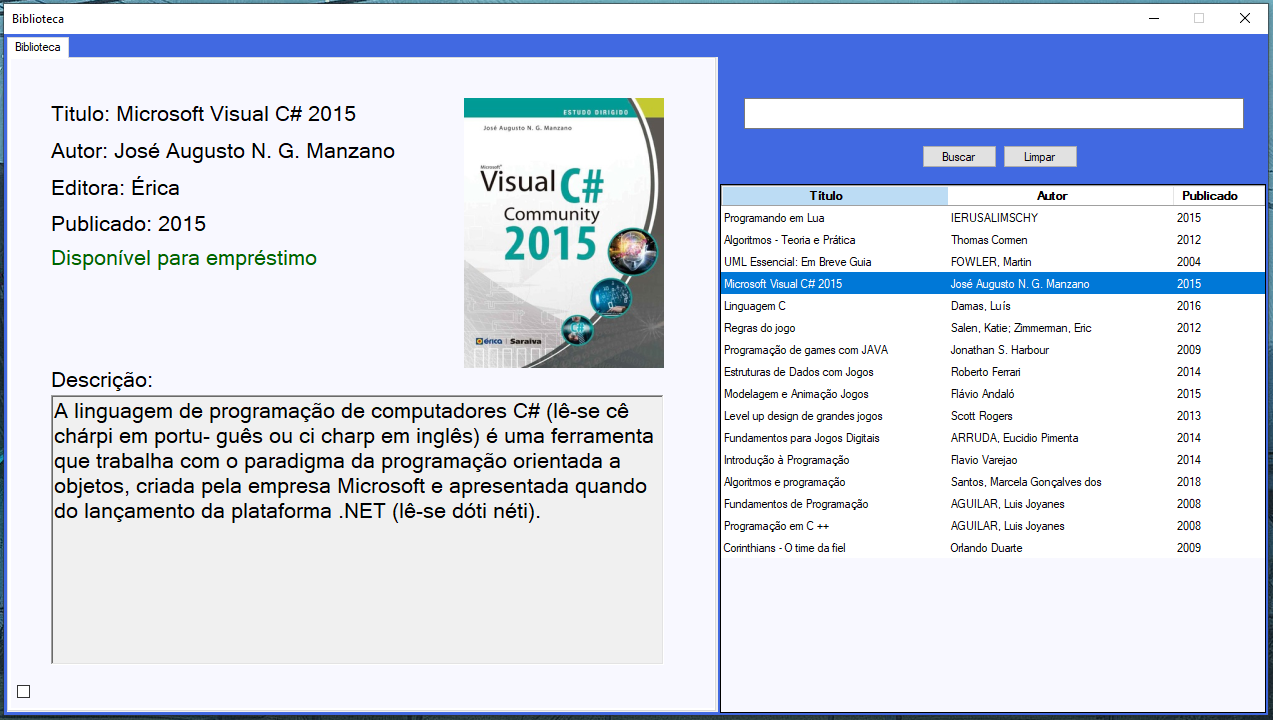 Biblioteca
Biblioteca
Titulo: Microsoft Visual C# 2015
Autor: José Augusto N. G. Manzano
Editora: Érica
Publicado: 2015
Disponível para empréstimo
ESTUDO DIRIGIDO
José Augusto N. G. Manzano
Microsoft®
Visual C#
Community
2015
érica | Saraiva
Descrição:
A linguagem de programação de computadores C# (lê-se cê
chárpi em portu- guês ou ci charp em inglês) é uma ferramenta
que trabalha com o paradigma da programação orientada a
objetos, criada pela empresa Microsoft e apresentada quando
do lançamento da plataforma .NET (lê-se dóti néti).
Buscar Limpar
Título Autor Publicado
Programando em Lua IERUSALIMSCHY 2015
Algoritmos - Teoria e Prática Thomas Cormen 2012
UML Essencial: Em Breve Guia FOWLER, Martin 2004
Microsoft Visual C# 2015 José Augusto N. G. Manzano 2015
Linguagem C Damas, Luís 2016
Regras do jogo Salen, Katie; Zimmerman, Eric 2012
Programação de games com JAVA Jonathan S. Harbour 2009
Estruturas de Dados com Jogos Roberto Ferrari 2014
Modelagem e Animação Jogos Flávio Andaló 2015
Level up design de grandes jogos Scott Rogers 2013
Fundamentos para Jogos Digitais ARRUDA, Eucidio Pimenta 2014
Introdução à Programação Flavio Varejao 2014
Algoritmos e programação Santos, Marcela Gonçalves dos 2018
Fundamentos de Programação AGUILAR, Luis Joyanes 2008
Programação em C ++ AGUILAR, Luis Joyanes 2008
Corinthians - O time da fiel Orlando Duarte 2009